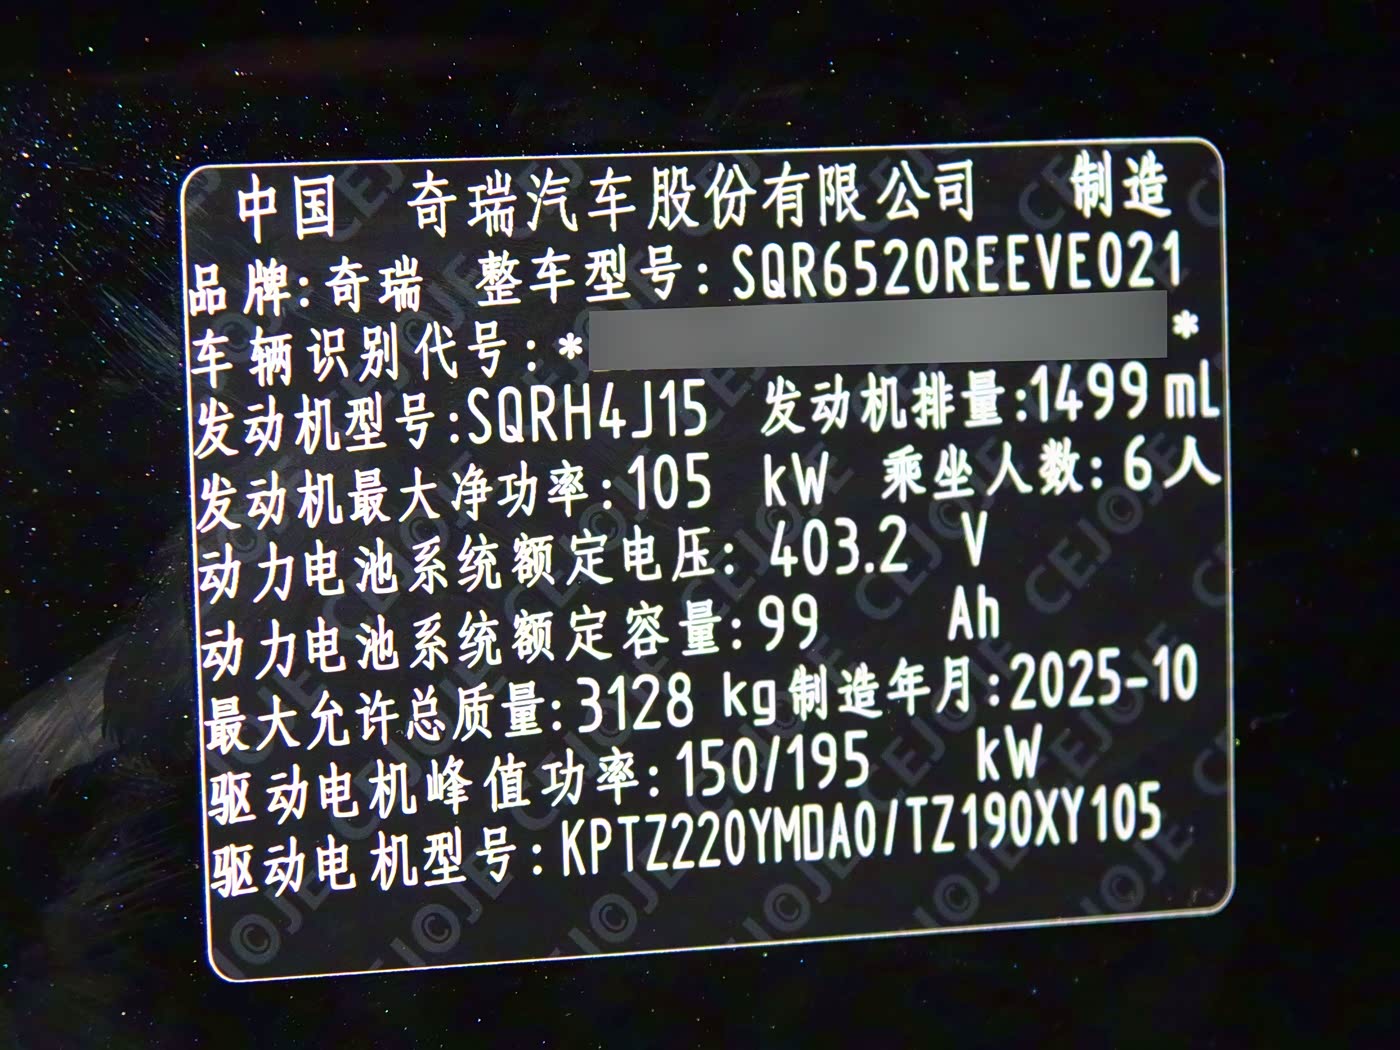 中国 奇瑞汽车股份有限公司 制造
品牌:奇瑞 整车型号:SQR6520REEVE021
车辆识别代号:* *
发动机型号:SQRH4J15 发动机排量:1499 mL
发动机最大净功率:105 kW 乘坐人数:6人
动力电池系统额定电压:403.2 V
动力电池系统额定容量:99 Ah
最大允许总质量:3128 kg制造年月:2025-10
驱动电机峰值功率:150/195 kW
驱动电机型号:KPTZ220YMDA0/TZ190XY105